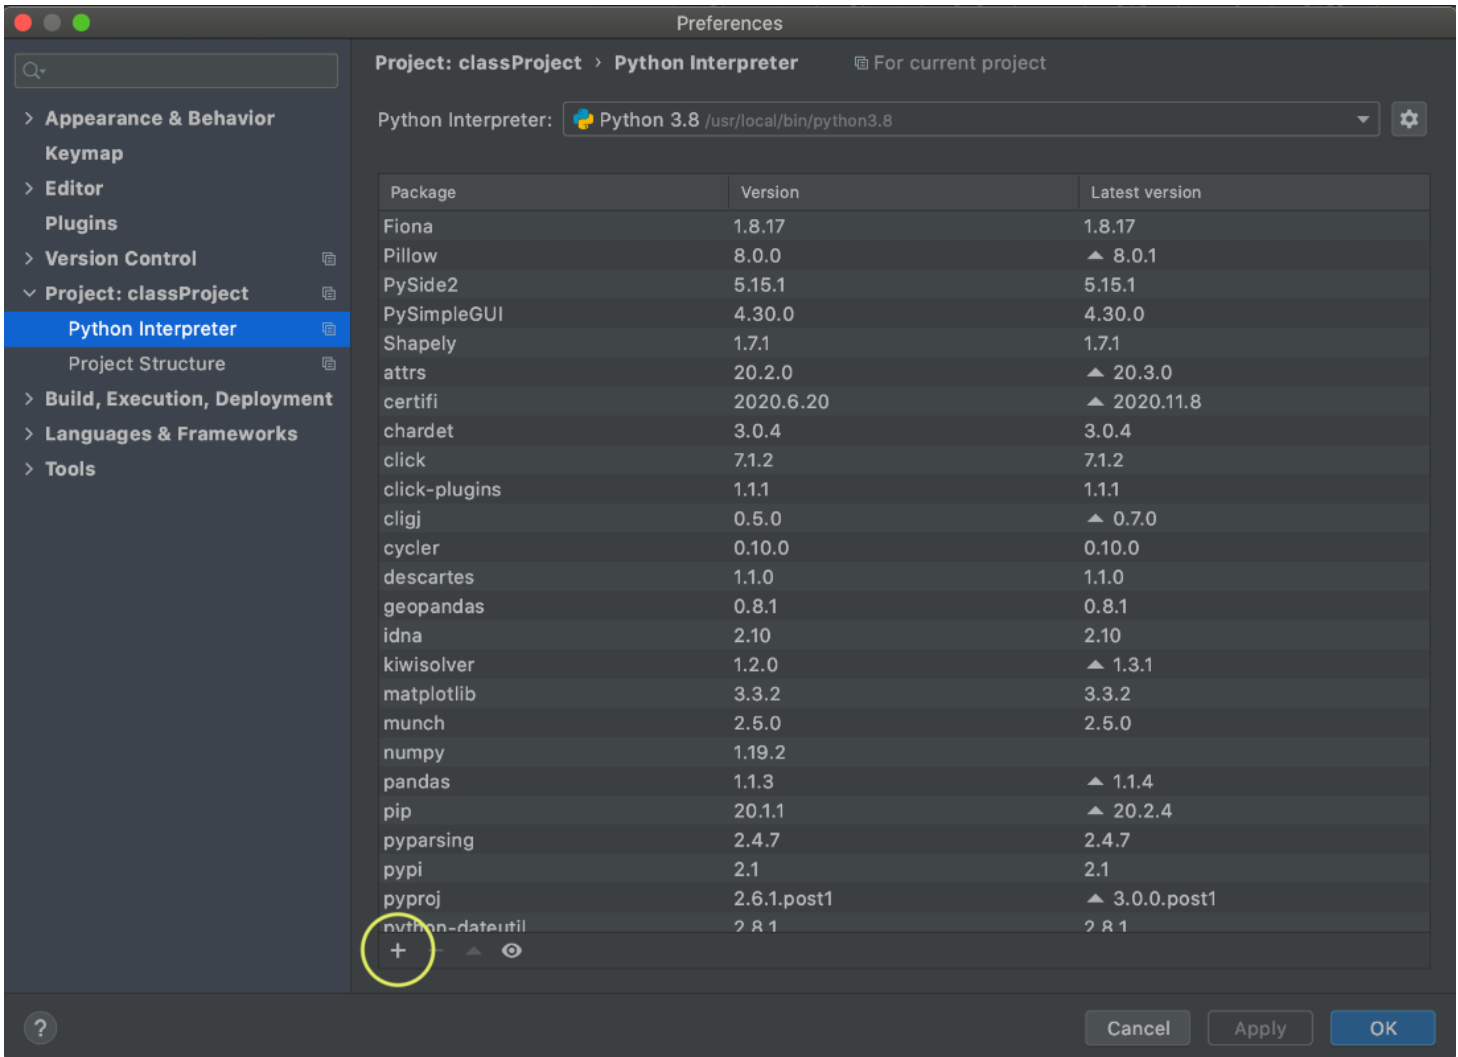 Preferences
Project: classProject › Python Interpreter For current project
Appearance & Behavior
Keymap
Editor
Plugins
Version Control
Project: classProject
Python Interpreter
Project Structure
Build, Execution, Deployment
Languages & Frameworks
Tools
Python Interpreter: Python 3.8 /usr/local/bin/python3.8
Package Version Latest version
Fiona 1.8.17 1.8.17
Pillow 8.0.0 8.0.1
PySide2 5.15.1 5.15.1
PySimpleGUI 4.30.0 4.30.0
Shapely 1.7.1 1.7.1
attrs 20.2.0 20.3.0
certifi 2020.6.20 2020.11.8
chardet 3.0.4 3.0.4
click 7.1.2 7.1.2
click-plugins 1.1.1 1.1.1
cligj 0.5.0 0.7.0
cycler 0.10.0 0.10.0
descartes 1.1.0 1.1.0
geopandas 0.8.1 0.8.1
idna 2.10 2.10
kiwisolver 1.2.0 1.3.1
matplotlib 3.3.2 3.3.2
munch 2.5.0 2.5.0
numpy 1.19.2
pandas 1.1.3 1.1.4
pip 20.1.1 20.2.4
pyparsing 2.4.7 2.4.7
pypi 2.1 2.1
pyproj 2.6.1.post1 3.0.0.post1
python-dateutil 2.8.1 2.8.1
? Cancel Apply OK